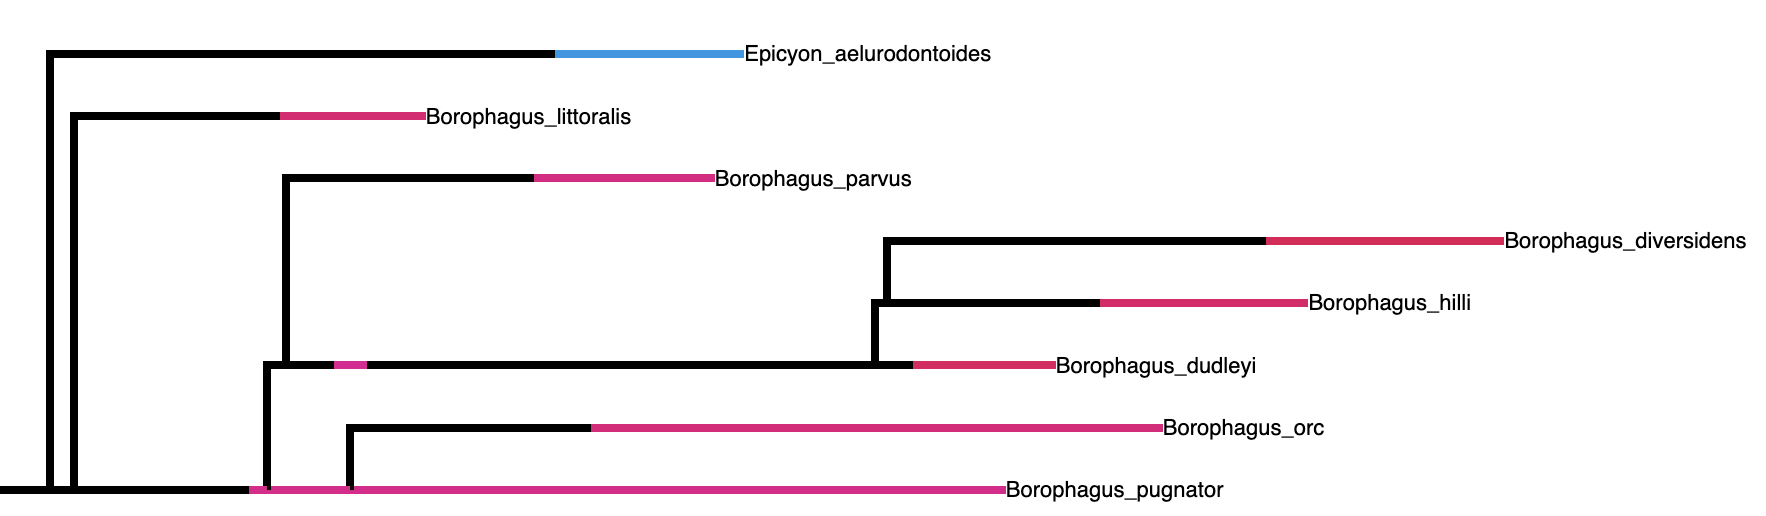 Epicyon_aelurodontoides
Borophagus_littoralis
Borophagus_parvus
Borophagus_diversidens
Borophagus_hilli
Borophagus_dudleyi
Borophagus_orc
Borophagus_pugnator